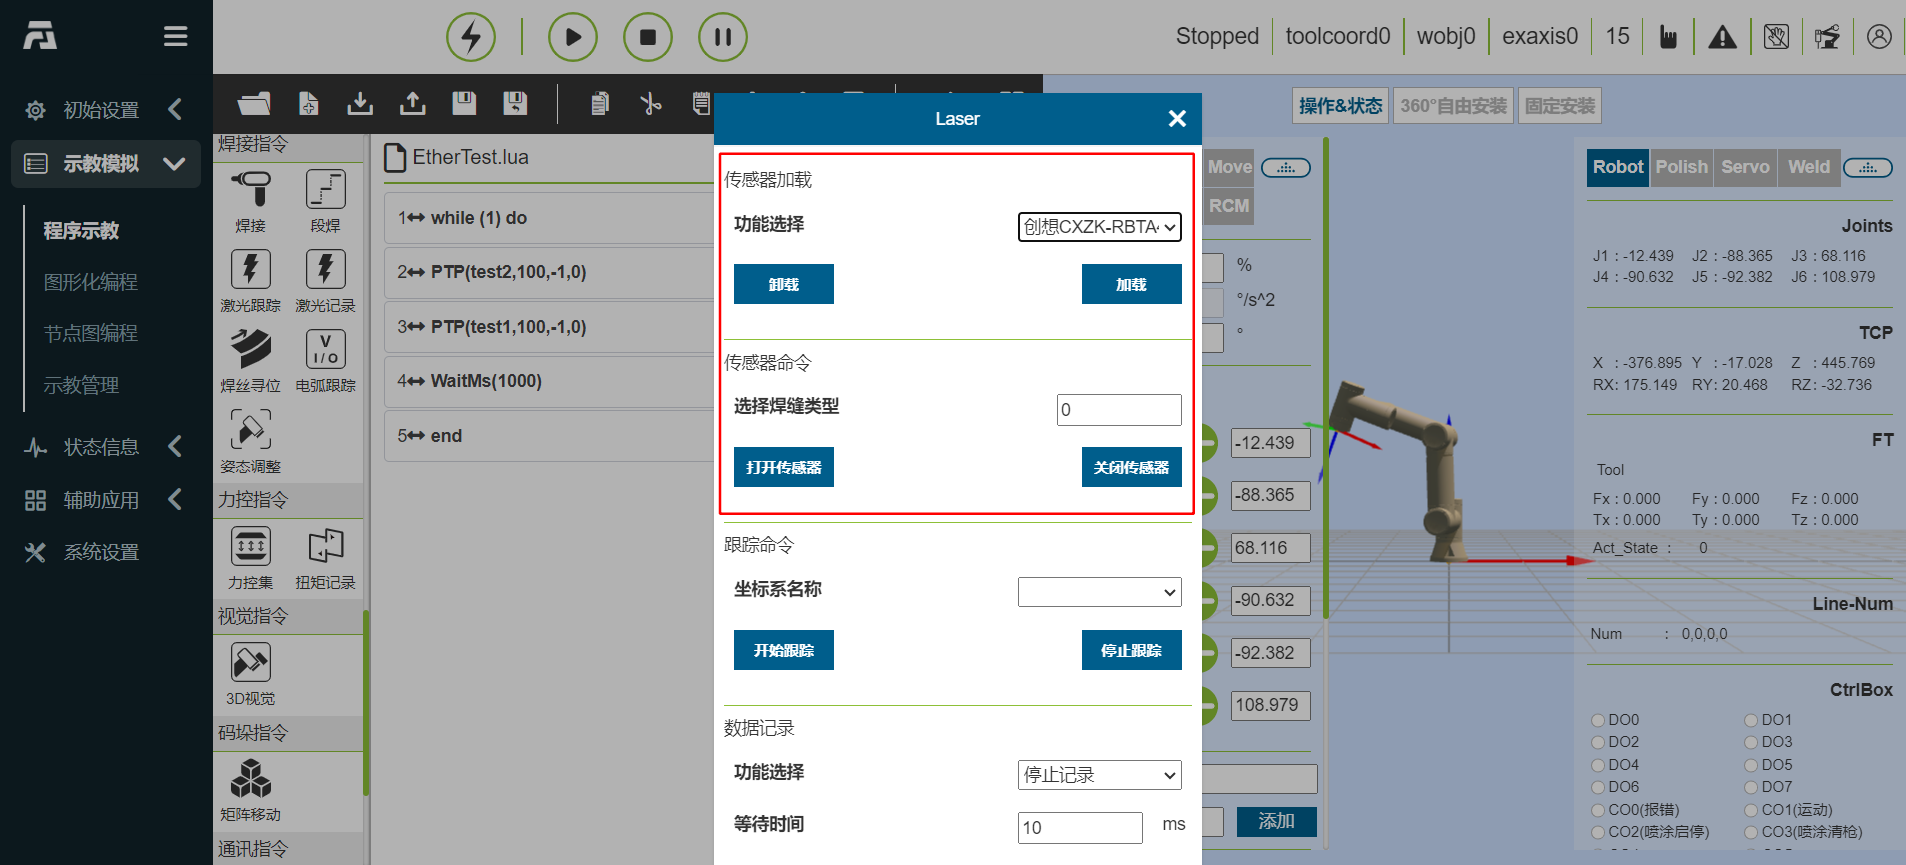 Stopped
toolcoord0
wobj0
exaxis0
15
初始设置
示教模拟
程序示教
图形化编程
节点图编程
示教管理
状态信息
辅助应用
系统设置
焊接指令
焊接 段焊
激光跟踪 激光记录
焊丝寻位 电弧跟踪
V
I/O
姿态调整
力控指令
力控集 扭矩记录
视觉指令
3D视觉
码垛指令
矩阵移动
通讯指令
EtherTest.lua
1 while (1) do
2 PTP(test2,100,-1,0)
3 PTP(test1,100,-1,0)
4 WaitMs(1000)
5 end
Laser
传感器加载
功能选择 创想CXZK-RBTA
卸载 加载
传感器命令
选择焊缝类型 0
打开传感器 关闭传感器
跟踪命令
坐标系名称
开始跟踪 停止跟踪
数据记录
功能选择 停止记录
等待时间 10 ms
操作&状态 360°自由安装 固定安装
Move
RCM
%
°/s^2
°
-12.439
-88.365
68.116
-90.632
-92.382
108.979
添加
Robot Polish Servo Weld
Joints
J1 : -12.439 J2 : -88.365 J3 : 68.116
J4 : -90.632 J5 : -92.382 J6 : 108.979
TCP
X : -376.895 Y : -17.028 Z : 445.769
RX: 175.149 RY: 20.468 RZ: -32.736
FT
Tool
Fx : 0.000 Fy : 0.000 Fz : 0.000
Tx : 0.000 Ty : 0.000 Tz : 0.000
Act_State : 0
Line-Num
Num : 0,0,0,0
CtrlBox
DO0 DO1
DO2 DO3
DO4 DO5
DO6 DO7
CO0(报错) CO1(运动)
CO2(喷涂启停) CO3(喷涂清枪)